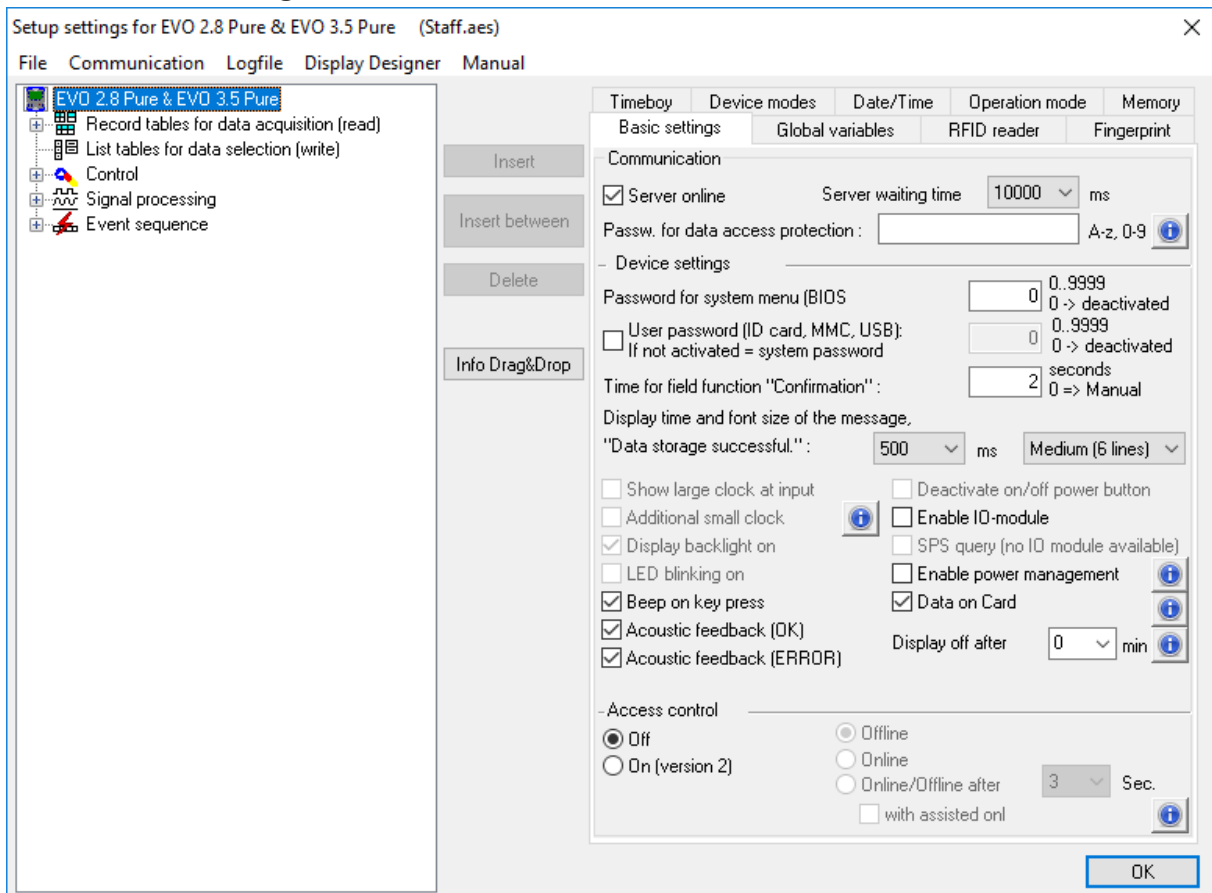 Setup settings for EVO 2.8 Pure & EVO 3.5 Pure (Staff.aes)
File Communication Logfile Display Designer Manual
EVO 2.8 Pure & EVO 3.5 Pure
Record tables for data acquisition (read)
List tables for data selection (write)
Control
Signal processing
Event sequence
Insert
Insert between
Delete
Info Drag&Drop
Timeboy Device modes Date/Time Operation mode Memory
Basic settings Global variables RFID reader Fingerprint
Communication
Server online Server waiting time 10000 ms
Passw. for data access protection : A-z, 0-9
Device settings
Password for system menu (BIOS 0 0..9999
0 -> deactivated
User password (ID card, MMC, USB): 0 0..9999
If not activated = system password 0 -> deactivated
Time for field function "Confirmation" : 2 seconds
0 => Manual
Display time and font size of the message,
"Data storage successful." : 500 ms Medium (6 lines)
Show large clock at input Deactivate on/off power button
Additional small clock Enable IO-module
Display backlight on SPS query (no IO module available)
LED blinking on Enable power management
Beep on key press Data on Card
Acoustic feedback (OK) Display off after 0 min
Acoustic feedback (ERROR)
Access control
Off Offline
On (version 2) Online
Online/Offline after 3 Sec.
with assisted onl
OK